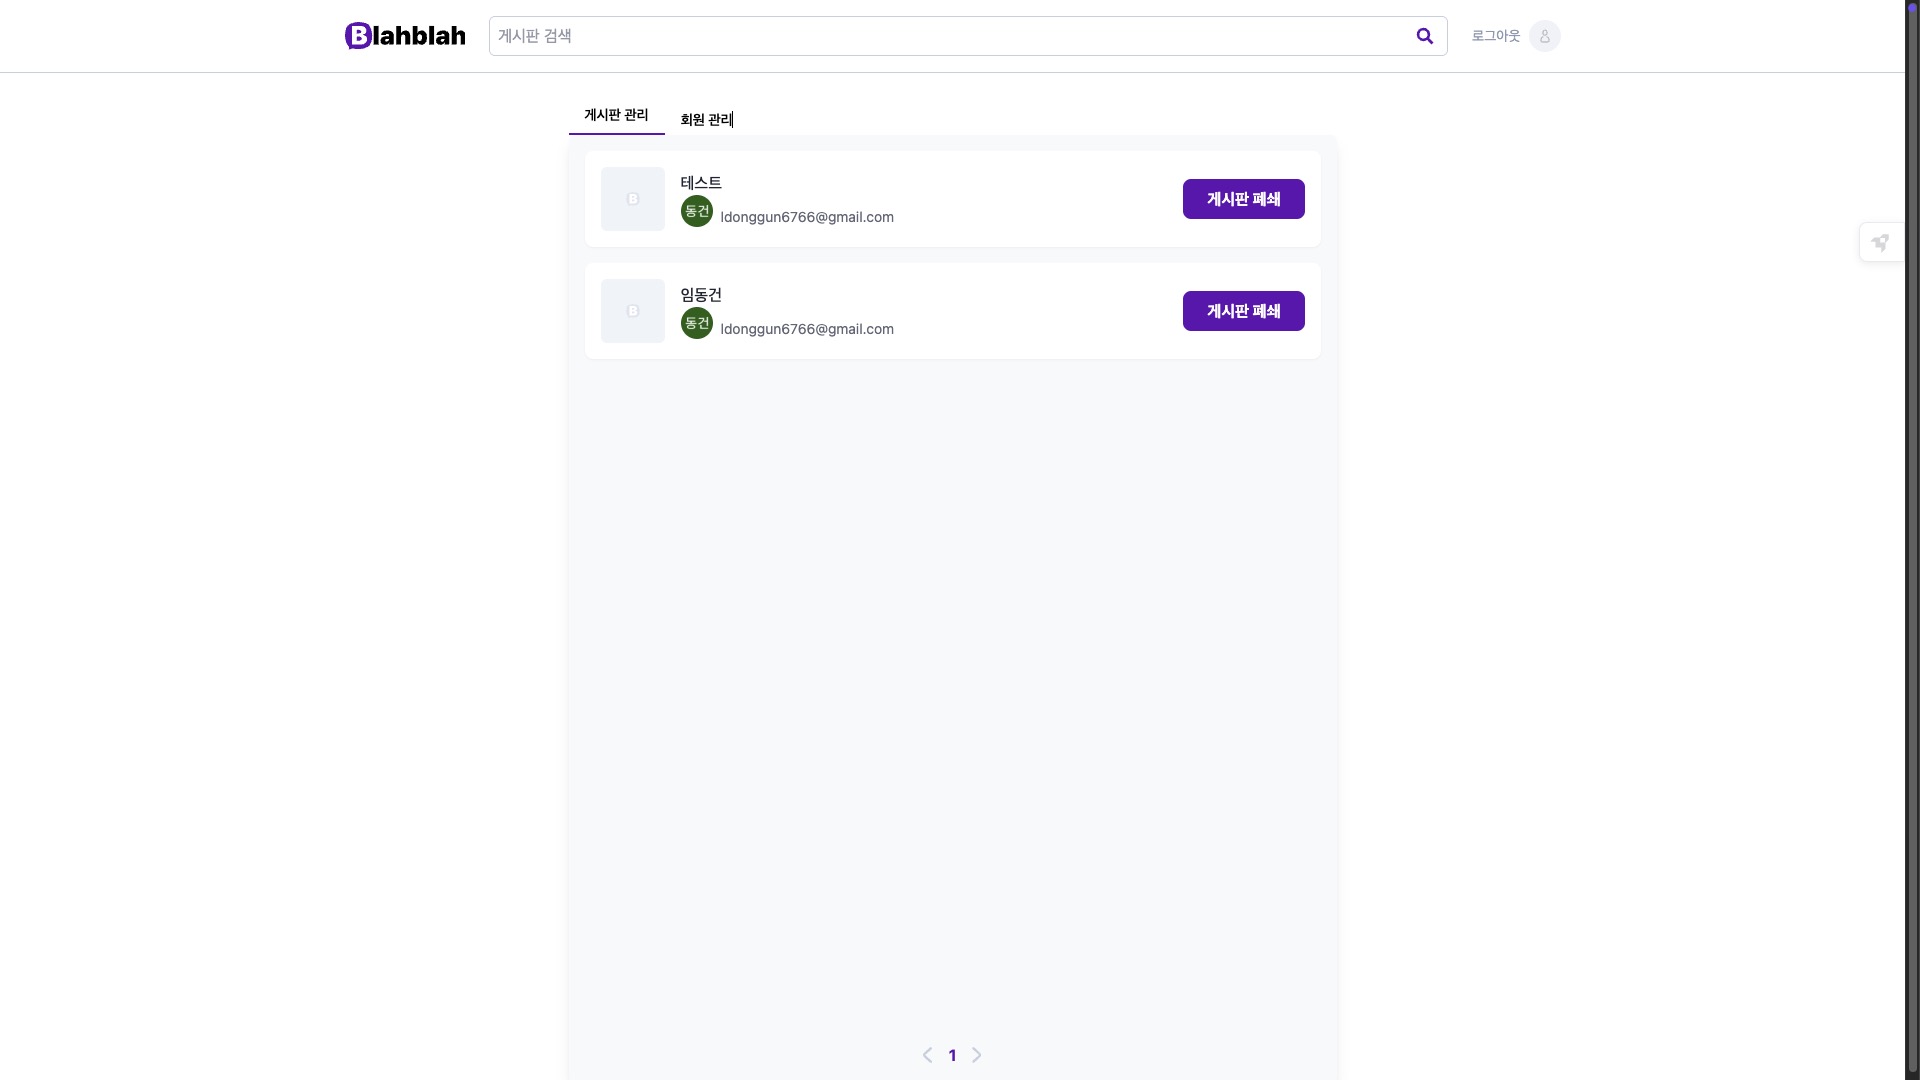 Blahblah
게시판 검색
로그아웃
게시판 관리
회원 관리
B
테스트
동건
ldonggun6766@gmail.com
게시판 폐쇄
B
임동건
동건
ldonggun6766@gmail.com
게시판 폐쇄
1